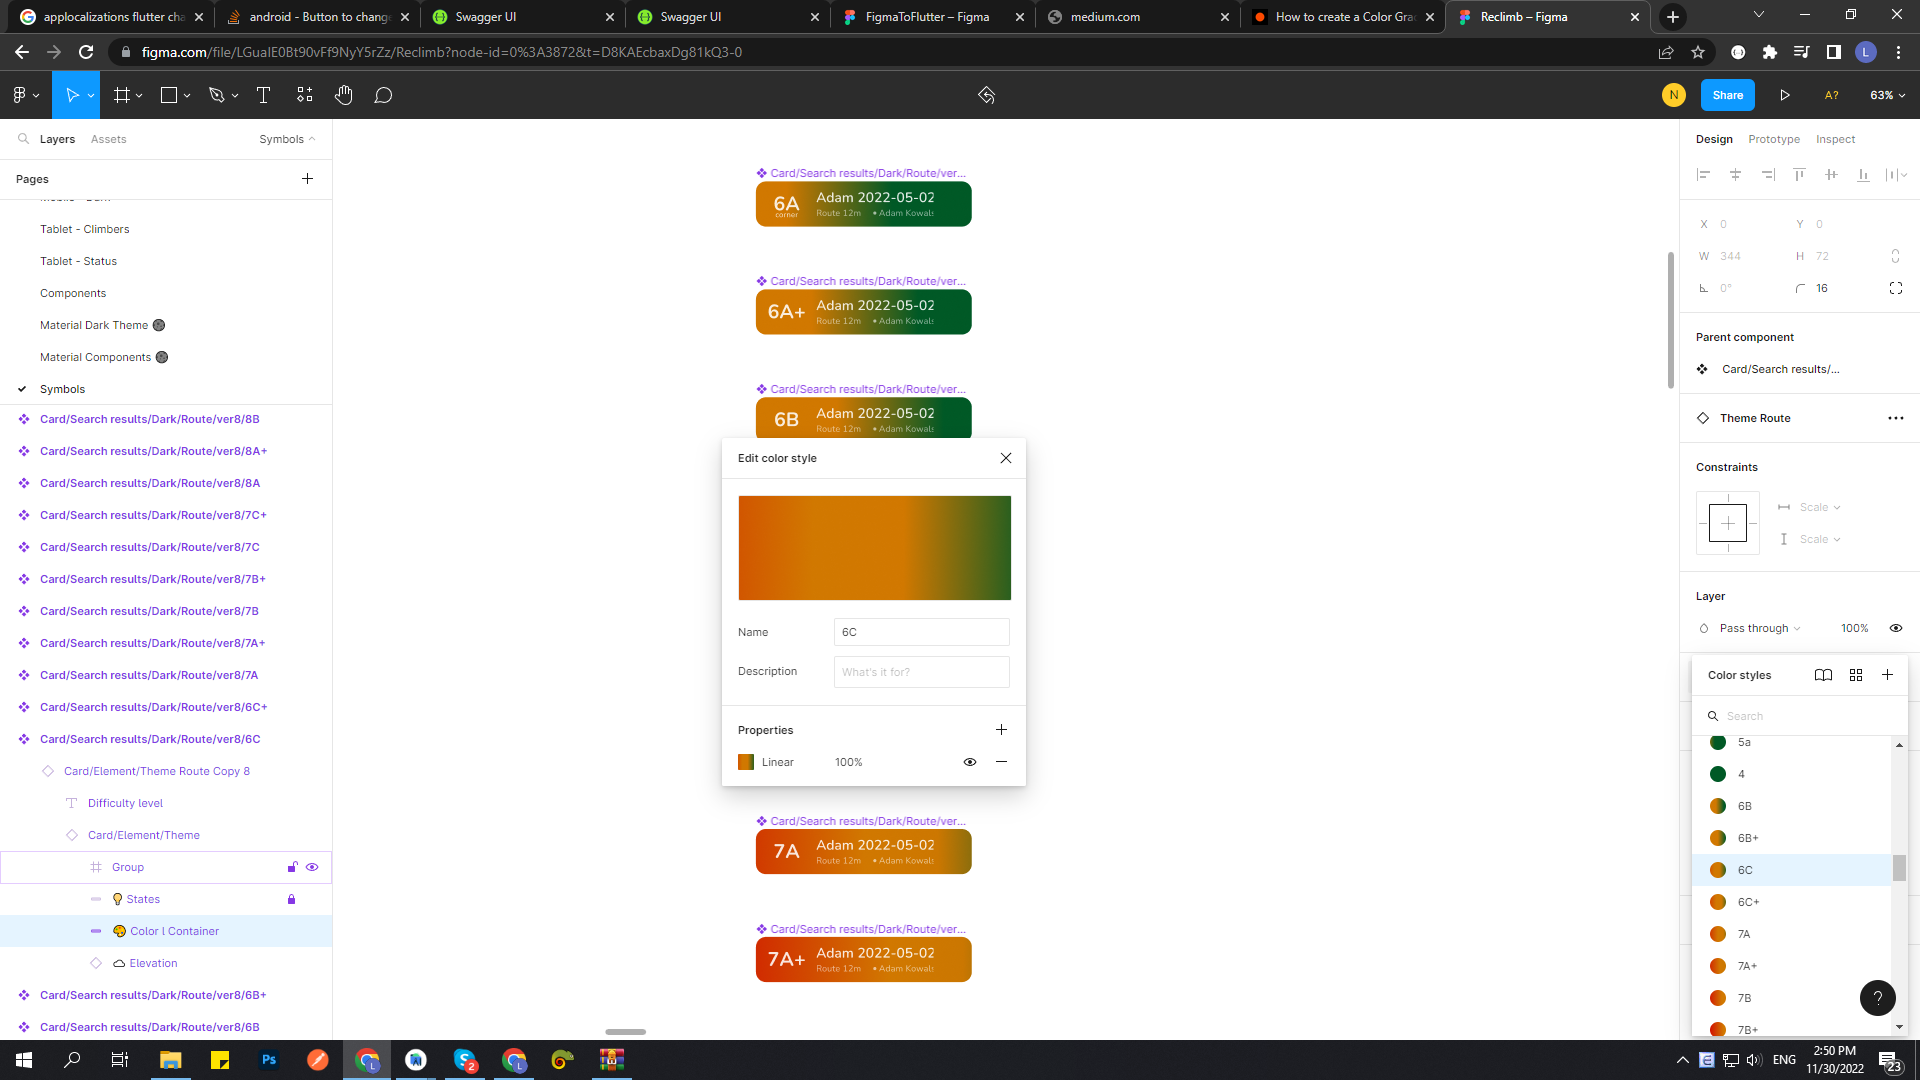 applocalizations flutter cha
android - Button to change
Swagger UI
Swagger UI
FigmaToFlutter – Figma
medium.com
How to create a Color Grad
Reclimb – Figma
figma.com/file/LGuaIE0Bt90vFf9NyY5rZz/Reclimb?node-id=0%3A3872&t=D8KAEcbaxDg81kQ3-0
L
N
Share
A?
63%
Layers
Assets
Symbols
Pages
Tablet - Climbers
Tablet - Status
Components
Material Dark Theme
Material Components
Symbols
Card/Search results/Dark/Route/ver8/8B
Card/Search results/Dark/Route/ver8/8A+
Card/Search results/Dark/Route/ver8/8A
Card/Search results/Dark/Route/ver8/7C+
Card/Search results/Dark/Route/ver8/7C
Card/Search results/Dark/Route/ver8/7B+
Card/Search results/Dark/Route/ver8/7B
Card/Search results/Dark/Route/ver8/7A+
Card/Search results/Dark/Route/ver8/7A
Card/Search results/Dark/Route/ver8/6C+
Card/Search results/Dark/Route/ver8/6C
Card/Element/Theme Route Copy 8
Difficulty level
Card/Element/Theme
Group
States
Color l Container
Elevation
Card/Search results/Dark/Route/ver8/6B+
Card/Search results/Dark/Route/ver8/6B
Card/Search results/Dark/Route/ver...
6A
corner
Adam 2022-05-02
Route 12m • Adam Kowals
Card/Search results/Dark/Route/ver...
6A+
Adam 2022-05-02
Route 12m • Adam Kowals
Card/Search results/Dark/Route/ver...
6B
Adam 2022-05-02
Route 12m • Adam Kowals
Edit color style
Name
6C
Description
What's it for?
Properties
Linear
100%
Card/Search results/Dark/Route/ver...
7A
Adam 2022-05-02
Route 12m • Adam Kowals
Card/Search results/Dark/Route/ver...
7A+
Adam 2022-05-02
Route 12m • Adam Kowals
Design
Prototype
Inspect
X 0
Y 0
W 344
H 72
0°
16
Parent component
Card/Search results/...
Theme Route
Constraints
Scale
Scale
Layer
Pass through
100%
Color styles
Search
5a
4
6B
6B+
6C
6C+
7A
7A+
7B
7B+
?
Ps
2
L
L
ENG
2:50 PM
11/30/2022
23